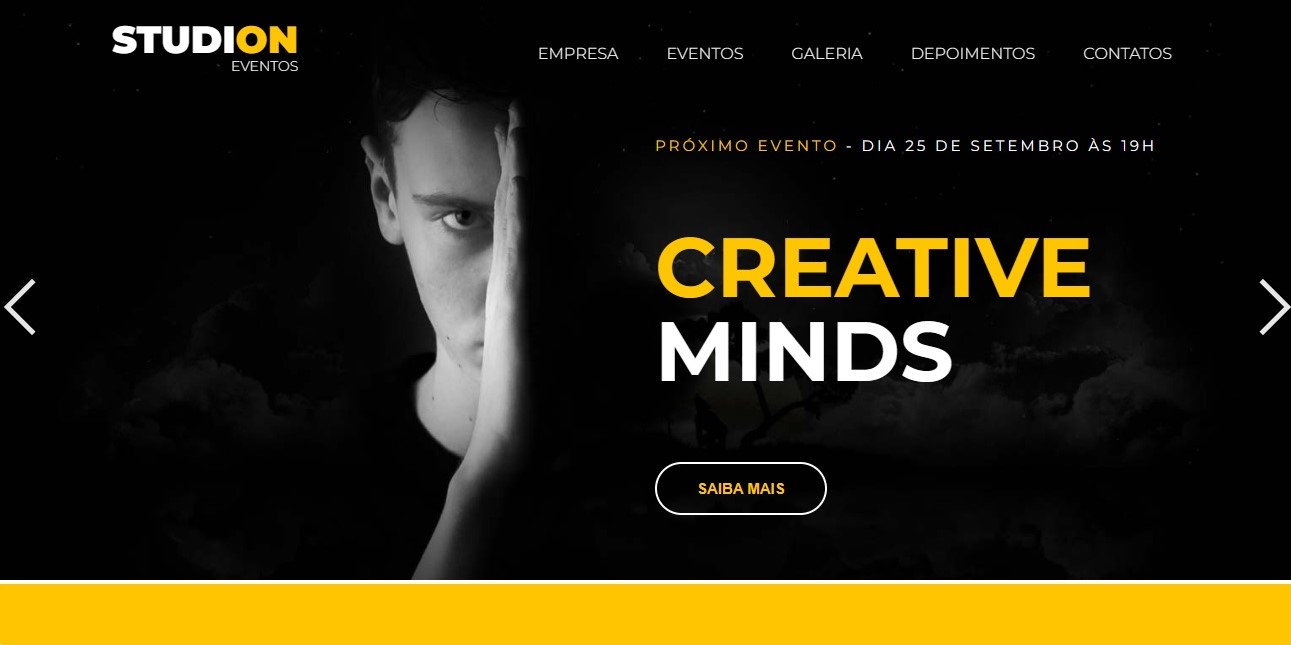 STUDION
EVENTOS
EMPRESA EVENTOS GALERIA DEPOIMENTOS CONTATOS
PRÓXIMO EVENTO - DIA 25 DE SETEMBRO ÀS 19H
CREATIVE
MINDS
SAIBA MAIS